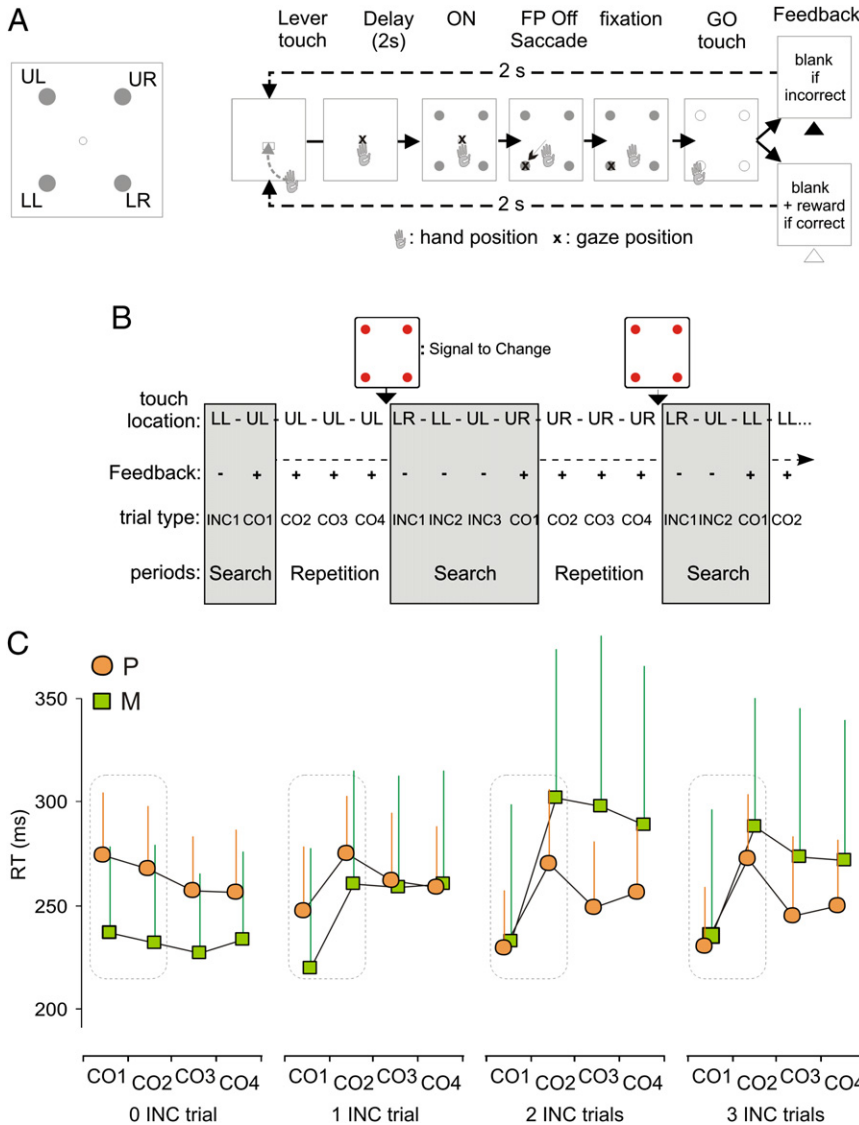 A
Lever touch
Delay (2s)
ON
FP Off Saccade
fixation
GO touch
Feedback
UL UR
LL LR
2 s
blank if incorrect
x
x
x
x
2 s
blank + reward if correct
: hand position x : gaze position
B
: Signal to Change
touch location: LL - UL - UL - UL - UL LR - LL - UL - UR - UR - UR - UR LR - UL - LL - LL...
Feedback: - + + + + - - - + + + + - - + +
trial type: INC1 CO1 CO2 CO3 CO4 INC1 INC2 INC3 CO1 CO2 CO3 CO4 INC1 INC2 CO1 CO2
periods: Search Repetition Search Repetition Search
C
P
M
350
300
250
200
RT (ms)
CO1 CO2 CO3 CO4 CO1 CO2 CO3 CO4 CO1 CO2 CO3 CO4 CO1 CO2 CO3 CO4
0 INC trial 1 INC trial 2 INC trials 3 INC trials